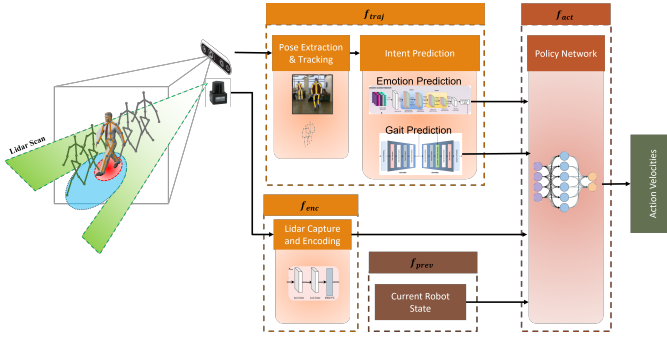 f_traj
f_act
Pose Extraction
& Tracking
Intent Prediction
Policy Network
Emotion Prediction
Gait Prediction
Lidar Scan
Action Velocities
f_enc
Lidar Capture
and Encoding
f_prev
Current Robot
State